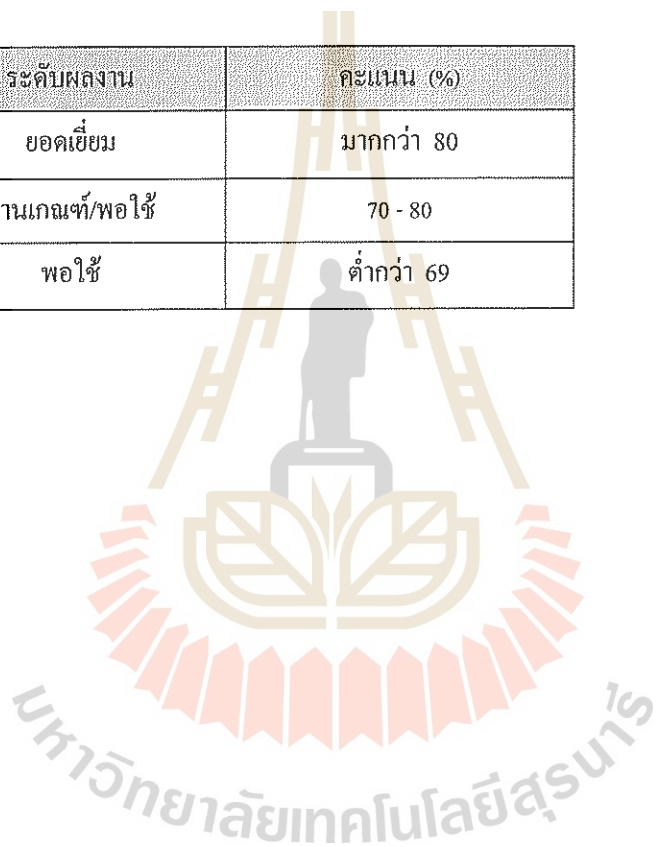 ระดับผลงาน คะแนน (%)
ยอดเยี่ยม มากกว่า 80
านเกณฑ์/พอใช้ 70 - 80
พอใช้ ต่ำกว่า 69
มหาวิทยาลัยเทคโนโลยีสุรนารี